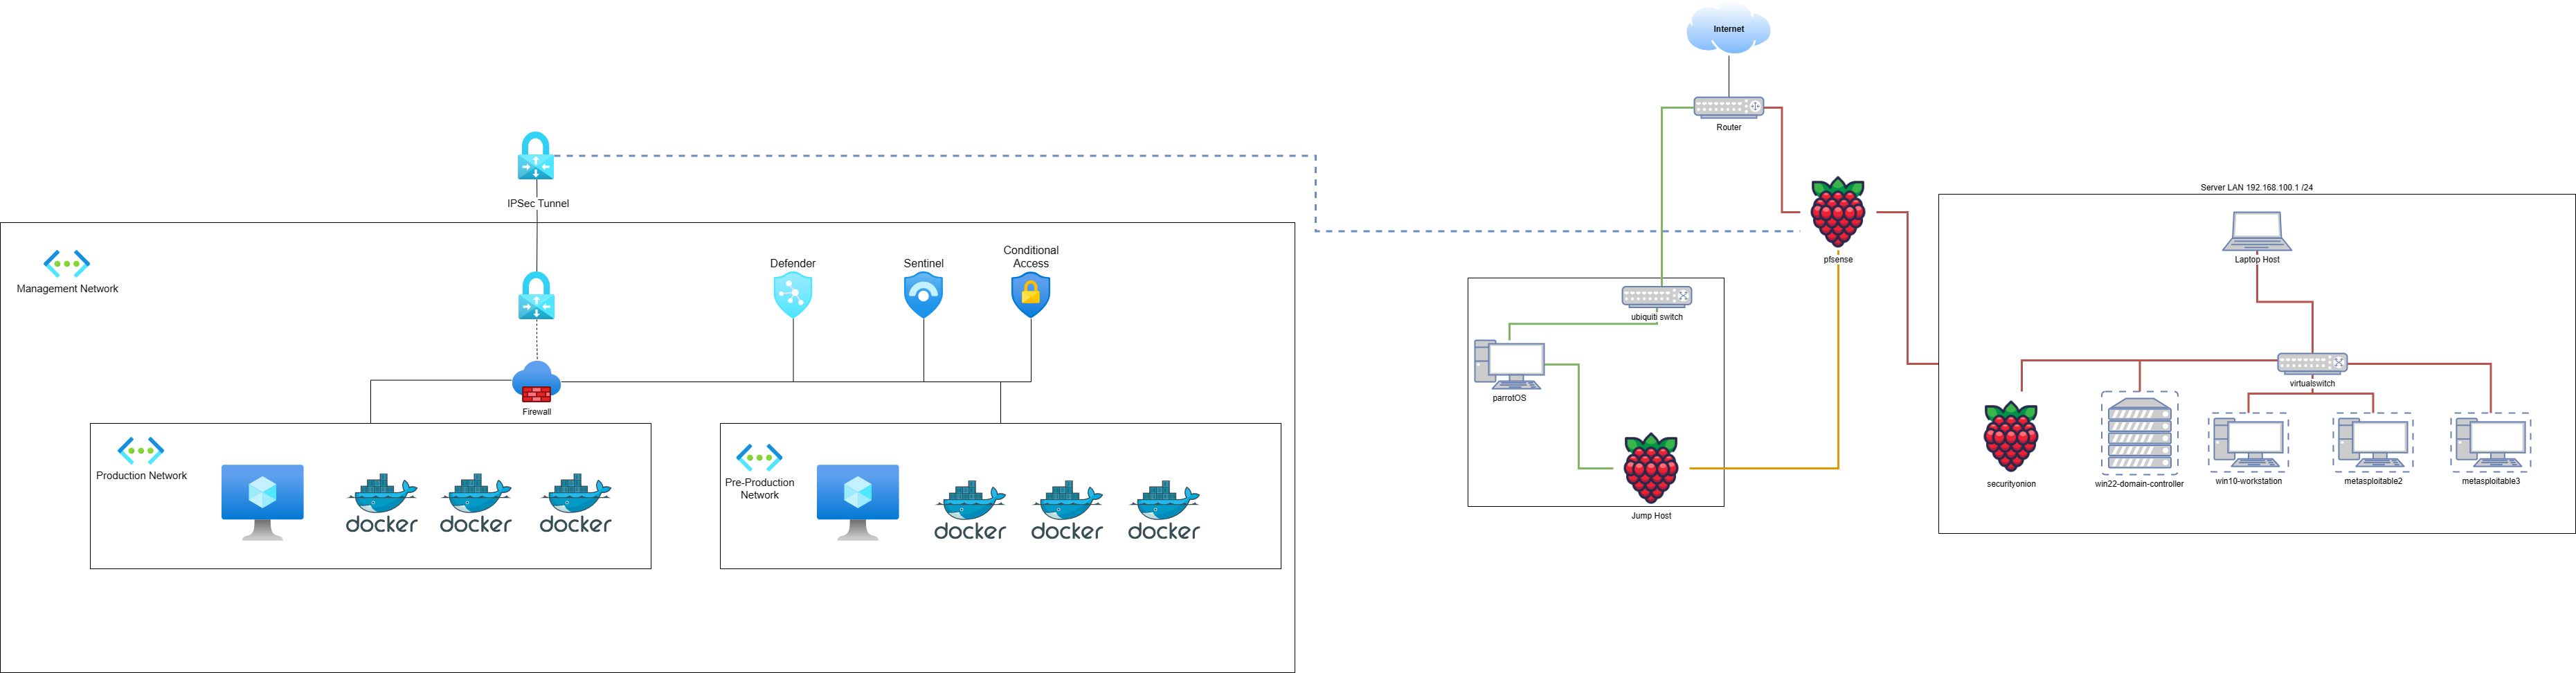 Internet
Router
IPSec Tunnel
Server LAN 192.168.100.1 /24
Management Network
Defender
Sentinel
Conditional
Access
pfsense
Laptop Host
ubiquiti switch
Firewall
parrotOS
virtualswitch
Production Network
Pre-Production
Network
docker
docker
docker
docker
docker
docker
Jump Host
securityonion
win22-domain-controller
win10-workstation
metasploitable2
metasploitable3